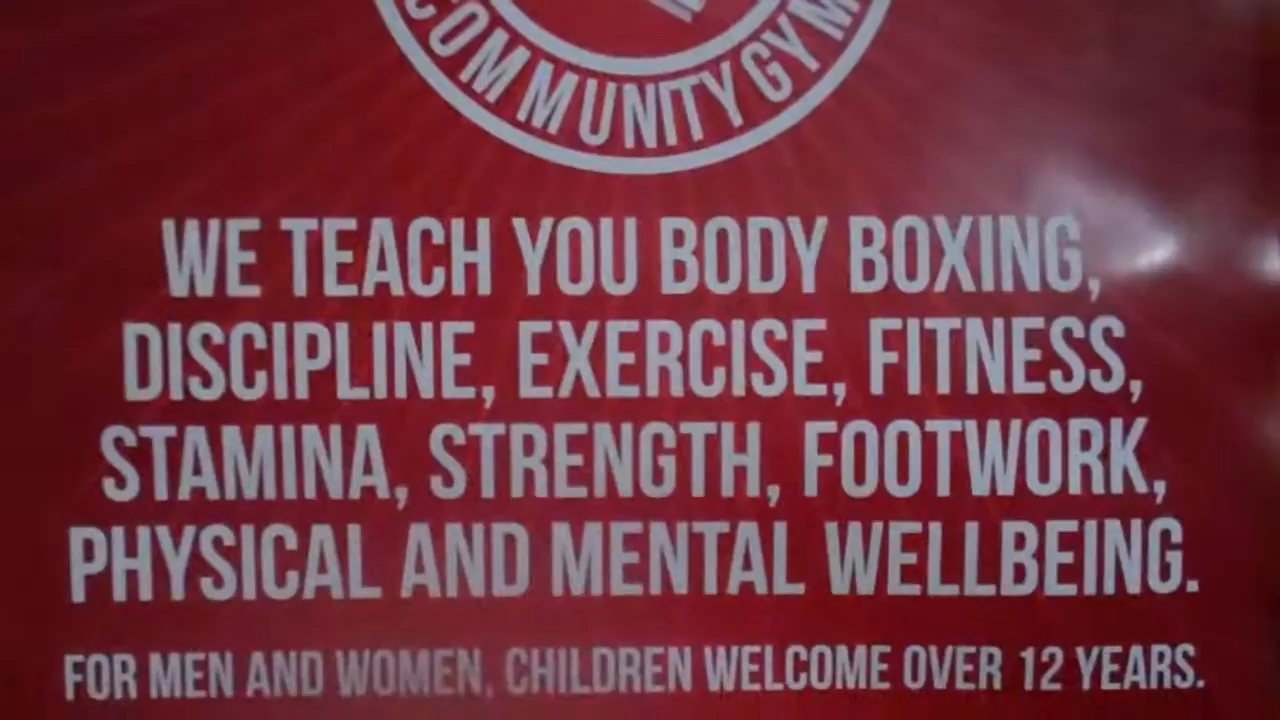 COMMUNITY GYM
WE TEACH YOU BODY BOXING,
DISCIPLINE, EXERCISE, FITNESS,
STAMINA, STRENGTH, FOOTWORK,
PHYSICAL AND MENTAL WELLBEING.
FOR MEN AND WOMEN, CHILDREN WELCOME OVER 12 YEARS.